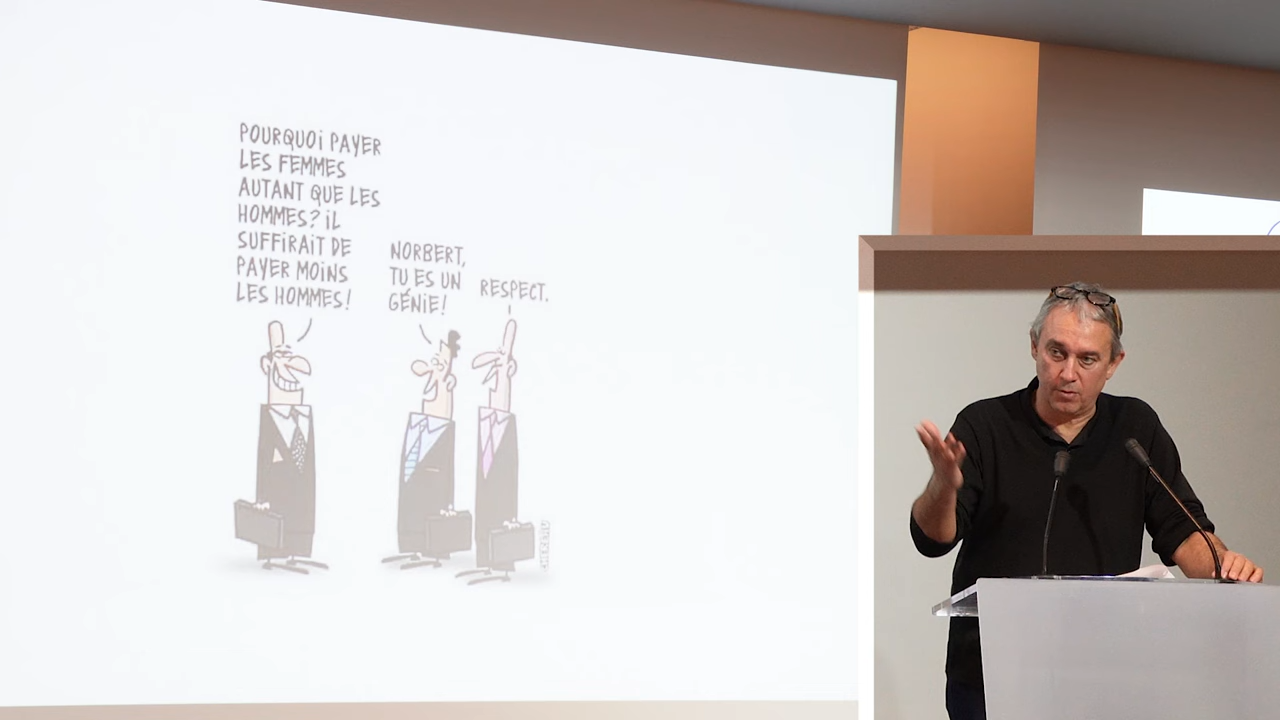 POURQUOi PAYER
LES FEMMES
AUTANT QUE LES
HOMMES? iL
SUFFiRAiT DE
PAYER MOiNS
LES HOMMES!
NORBERT,
TU ES UN
GÉNiE!
RESPECT.